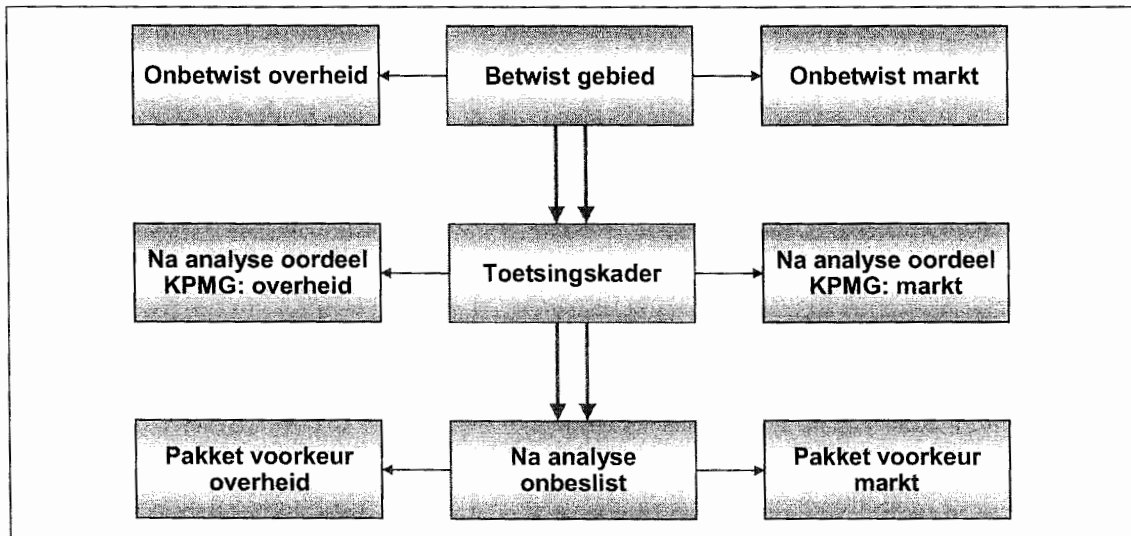 Onbetwist overheid
Betwist gebied
Onbetwist markt
Na analyse oordeel
KPMG: overheid
Toetsingskader
Na analyse oordeel
KPMG: markt
Pakket voorkeur
overheid
Na analyse
onbeslist
Pakket voorkeur
markt